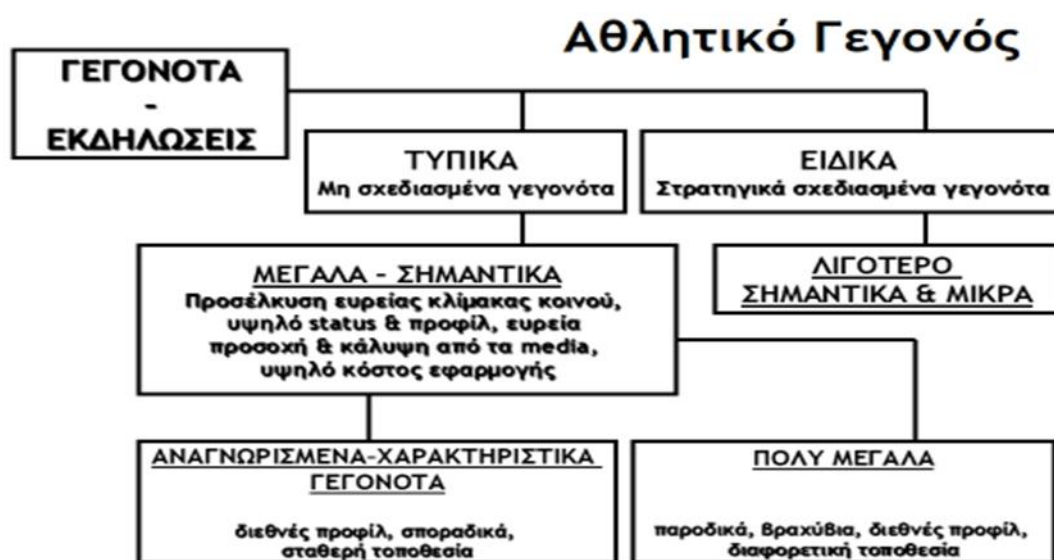 Αθλητικό Γεγονός
ΓΕΓΟΝΟΤΑ
-
ΕΚΔΗΛΩΣΕΙΣ
ΤΥΠΙΚΑ
Μη σχεδιασμένα γεγονότα
ΕΙΔΙΚΑ
Στρατηγικά σχεδιασμένα γεγονότα
ΜΕΓΑΛΑ - ΣΗΜΑΝΤΙΚΑ
Προσέλκυση ευρείας κλίμακας κοινού,
υψηλό status & προφίλ, ευρεία
προσοχή & κάλυψη από τα media,
υψηλό κόστος εφαρμογής
ΛΙΓΟΤΕΡΟ
ΣΗΜΑΝΤΙΚΑ & ΜΙΚΡΑ
ΑΝΑΓΝΩΡΙΣΜΕΝΑ-ΧΑΡΑΚΤΗΡΙΣΤΙΚΑ
ΓΕΓΟΝΟΤΑ
διεθνές προφίλ, σποραδικά,
σταθερή τοποθεσία
ΠΟΛΥ ΜΕΓΑΛΑ
παροδικά, βραχύβια, διεθνές προφίλ,
διαφορετική τοποθεσία